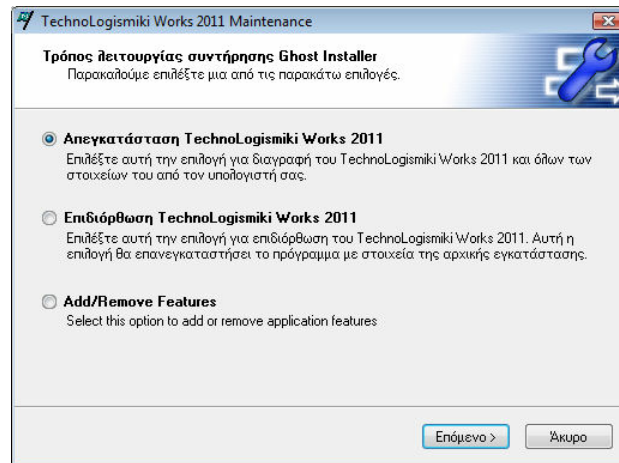 TechnoLogismiki Works 2011 Maintenance
Τρόπος λειτουργίας συντήρησης Ghost Installer
Παρακαλούμε επιλέξτε μια από τις παρακάτω επιλογές.
Απεγκατάσταση TechnoLogismiki Works 2011
Επιλέξτε αυτή την επιλογή για διαγραφή του TechnoLogismiki Works 2011 και όλων των
στοιχείων του από τον υπολογιστή σας.
Επιδιόρθωση TechnoLogismiki Works 2011
Επιλέξτε αυτή την επιλογή για επιδιόρθωση του TechnoLogismiki Works 2011. Αυτή η
επιλογή θα επανεγκαταστήσει το πρόγραμμα με στοιχεία της αρχικής εγκατάστασης.
Add/Remove Features
Select this option to add or remove application features
Επόμενο >
Άκυρο